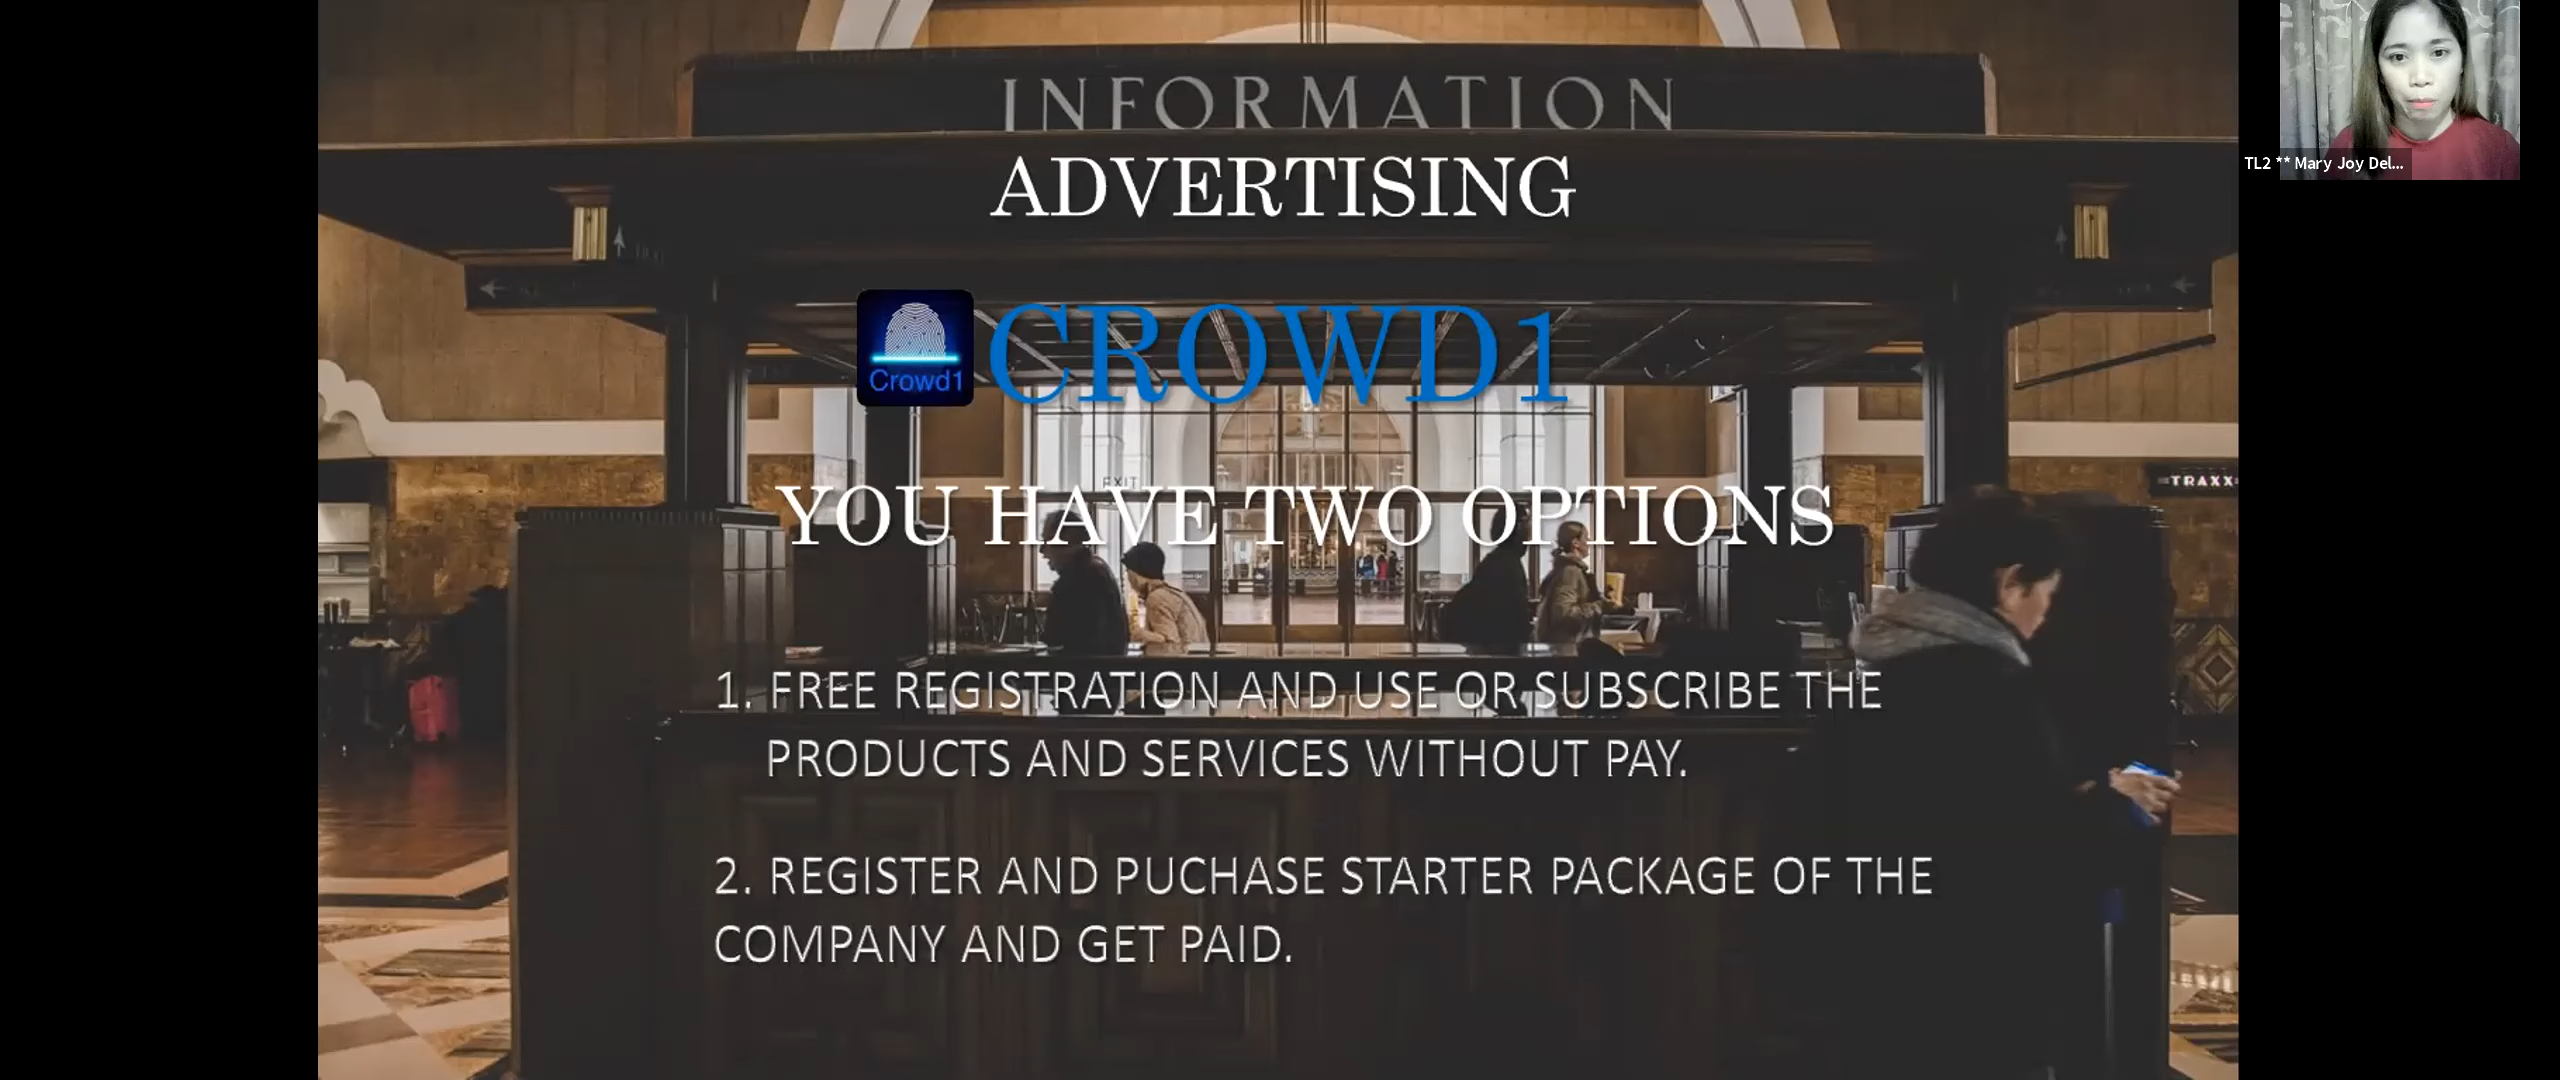 INFORMATION
TL2 ** Mary Joy Del...
ADVERTISING
Crowd1
CROWD1
EXIT
TRAXX
YOU HAVE TWO OPTIONS
1. FREE REGISTRATION AND USE OR SUBSCRIBE THE
PRODUCTS AND SERVICES WITHOUT PAY.
2. REGISTER AND PUCHASE STARTER PACKAGE OF THE
COMPANY AND GET PAID.